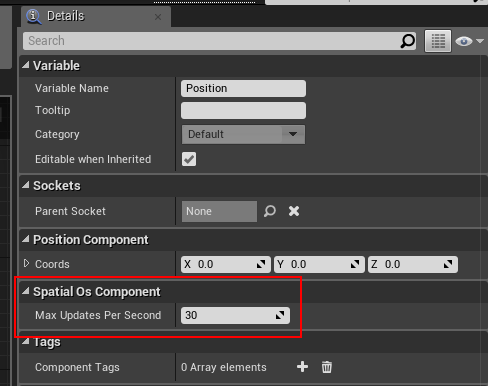 Details
Search
Variable
Variable Name Position
Tooltip
Category Default
Editable when Inherited
Sockets
Parent Socket None
Position Component
Coords X 0.0 Y 0.0 Z 0.0
Spatial Os Component
Max Updates Per Second 30
Tags
Component Tags 0 Array elements